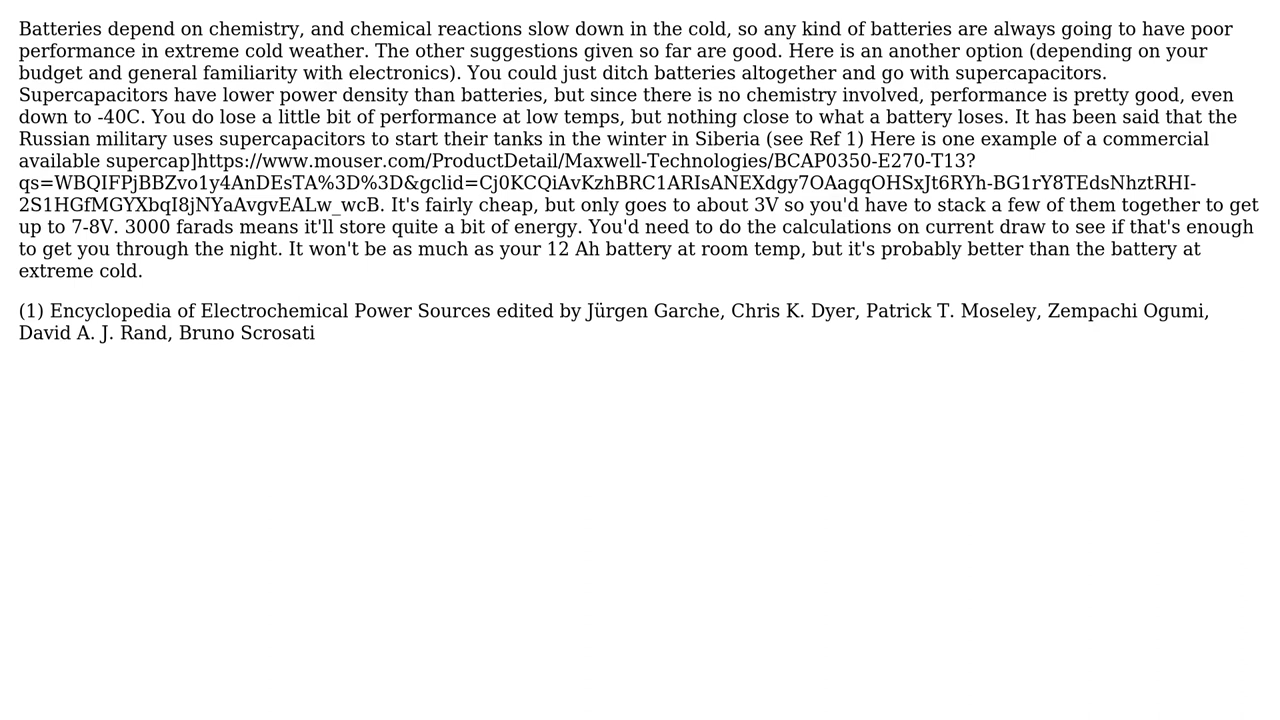 Batteries depend on chemistry, and chemical reactions slow down in the cold, so any kind of batteries are always going to have poor
performance in extreme cold weather. The other suggestions given so far are good. Here is an another option (depending on your
budget and general familiarity with electronics). You could just ditch batteries altogether and go with supercapacitors.
Supercapacitors have lower power density than batteries, but since there is no chemistry involved, performance is pretty good, even
down to -40C. You do lose a little bit of performance at low temps, but nothing close to what a battery loses. It has been said that the
Russian military uses supercapacitors to start their tanks in the winter in Siberia (see Ref 1) Here is one example of a commercial
available supercap]https://www.mouser.com/ProductDetail/Maxwell-Technologies/BCAP0350-E270-T13?
qs=WBQIFPjBBZvo1y4AnDEsTA%3D%3D&gclid=Cj0KCQiAvKzhBRC1ARIsANEXdgy7OAagqOHSxJt6RYh-BG1rY8TEdsNhztRHI-
2S1HGfMGYXbqI8jNYaAvgvEALw_wcB. It's fairly cheap, but only goes to about 3V so you'd have to stack a few of them together to get
up to 7-8V. 3000 farads means it'll store quite a bit of energy. You'd need to do the calculations on current draw to see if that's enough
to get you through the night. It won't be as much as your 12 Ah battery at room temp, but it's probably better than the battery at
extreme cold.
(1) Encyclopedia of Electrochemical Power Sources edited by Jürgen Garche, Chris K. Dyer, Patrick T. Moseley, Zempachi Ogumi,
David A. J. Rand, Bruno Scrosati